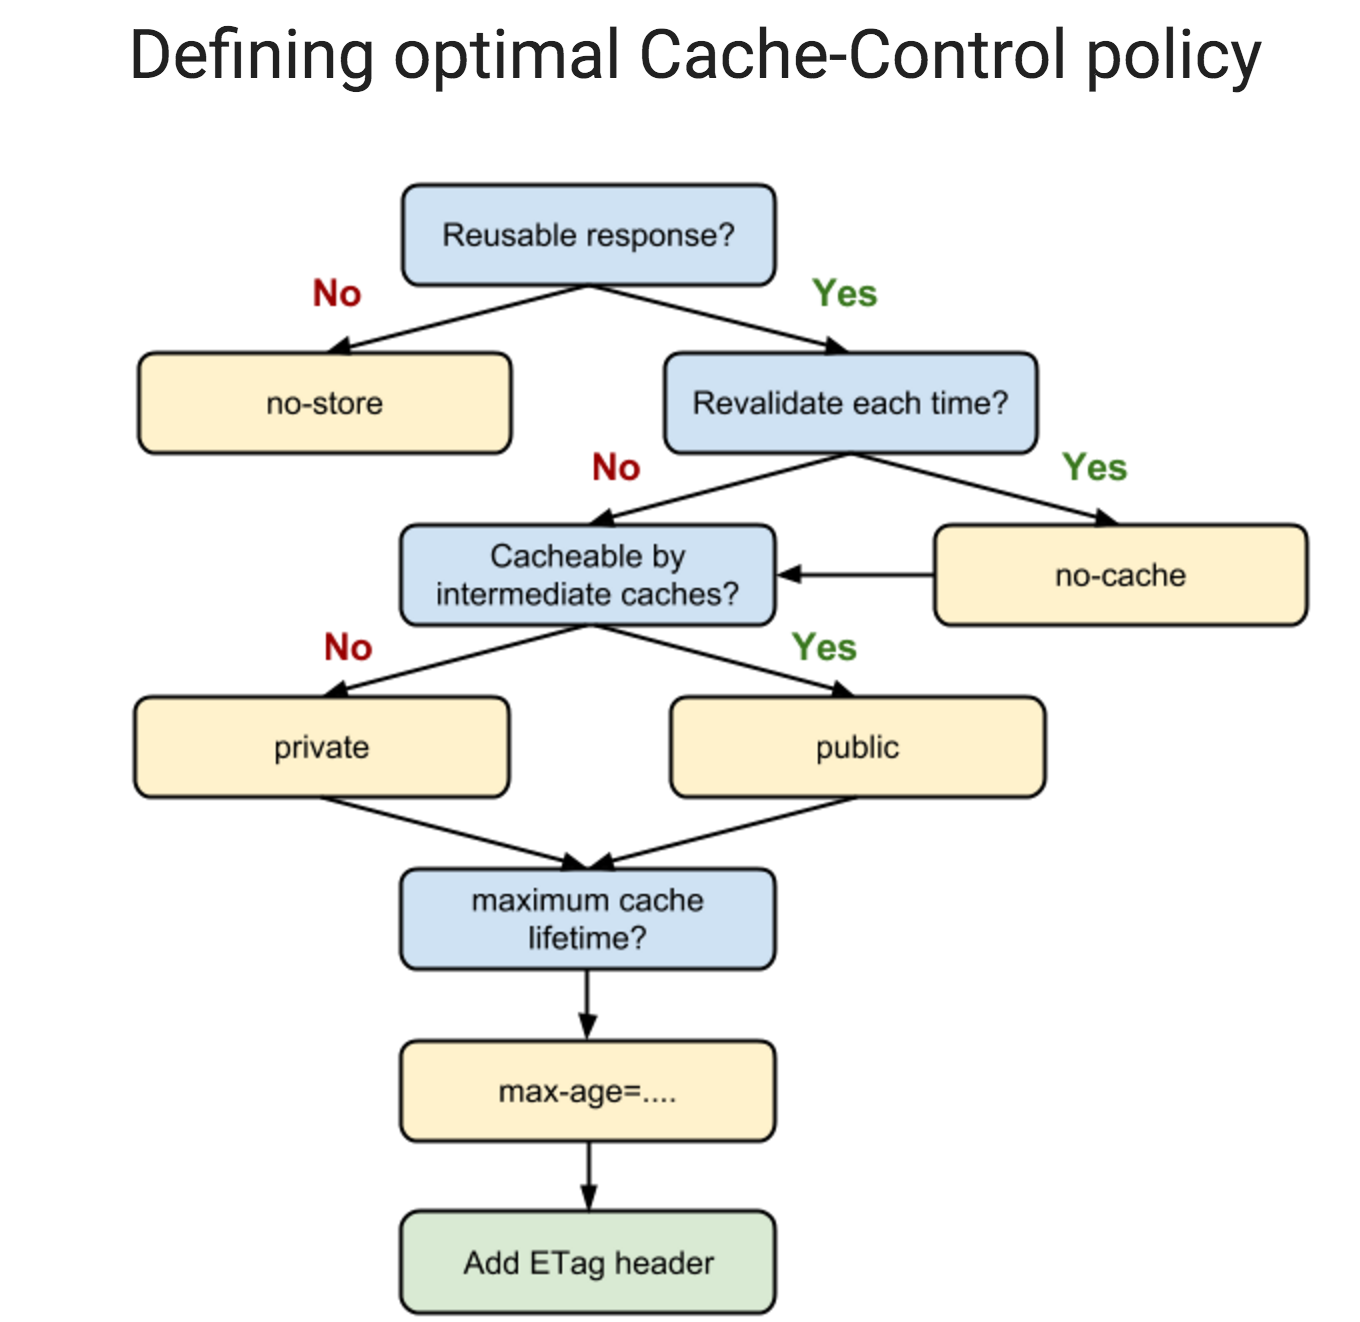 Defining optimal Cache-Control policy
Reusable response?
No
Yes
no-store
Revalidate each time?
No
Yes
Cacheable by
intermediate caches?
no-cache
No
Yes
private
public
maximum cache
lifetime?
max-age=....
Add ETag header